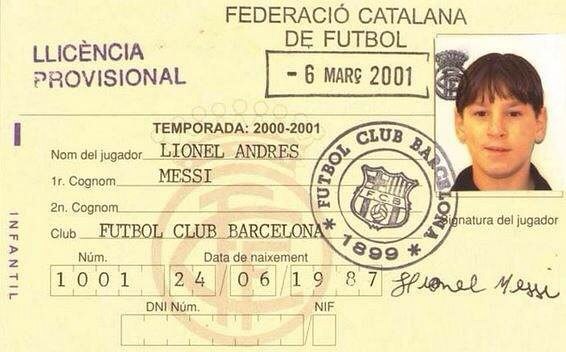 FEDERACIÓ CATALANA
DE FUTBOL
LLICÈNCIA
PROVISIONAL
- 6 MARÇ 2001
TEMPORADA: 2000-2001
Nom del jugador LIONEL ANDRES
1r. Cognom MESSI
2n. Cognom
Club FUTBOL CLUB BARCELONA
FUTBOL CLUB BARCELONA
FCB
* 1899 *
Signatura del jugador
INFANTIL
Núm. Data de naixement
1001 24 06 1987
Lionel Messi
DNI Núm. NIF